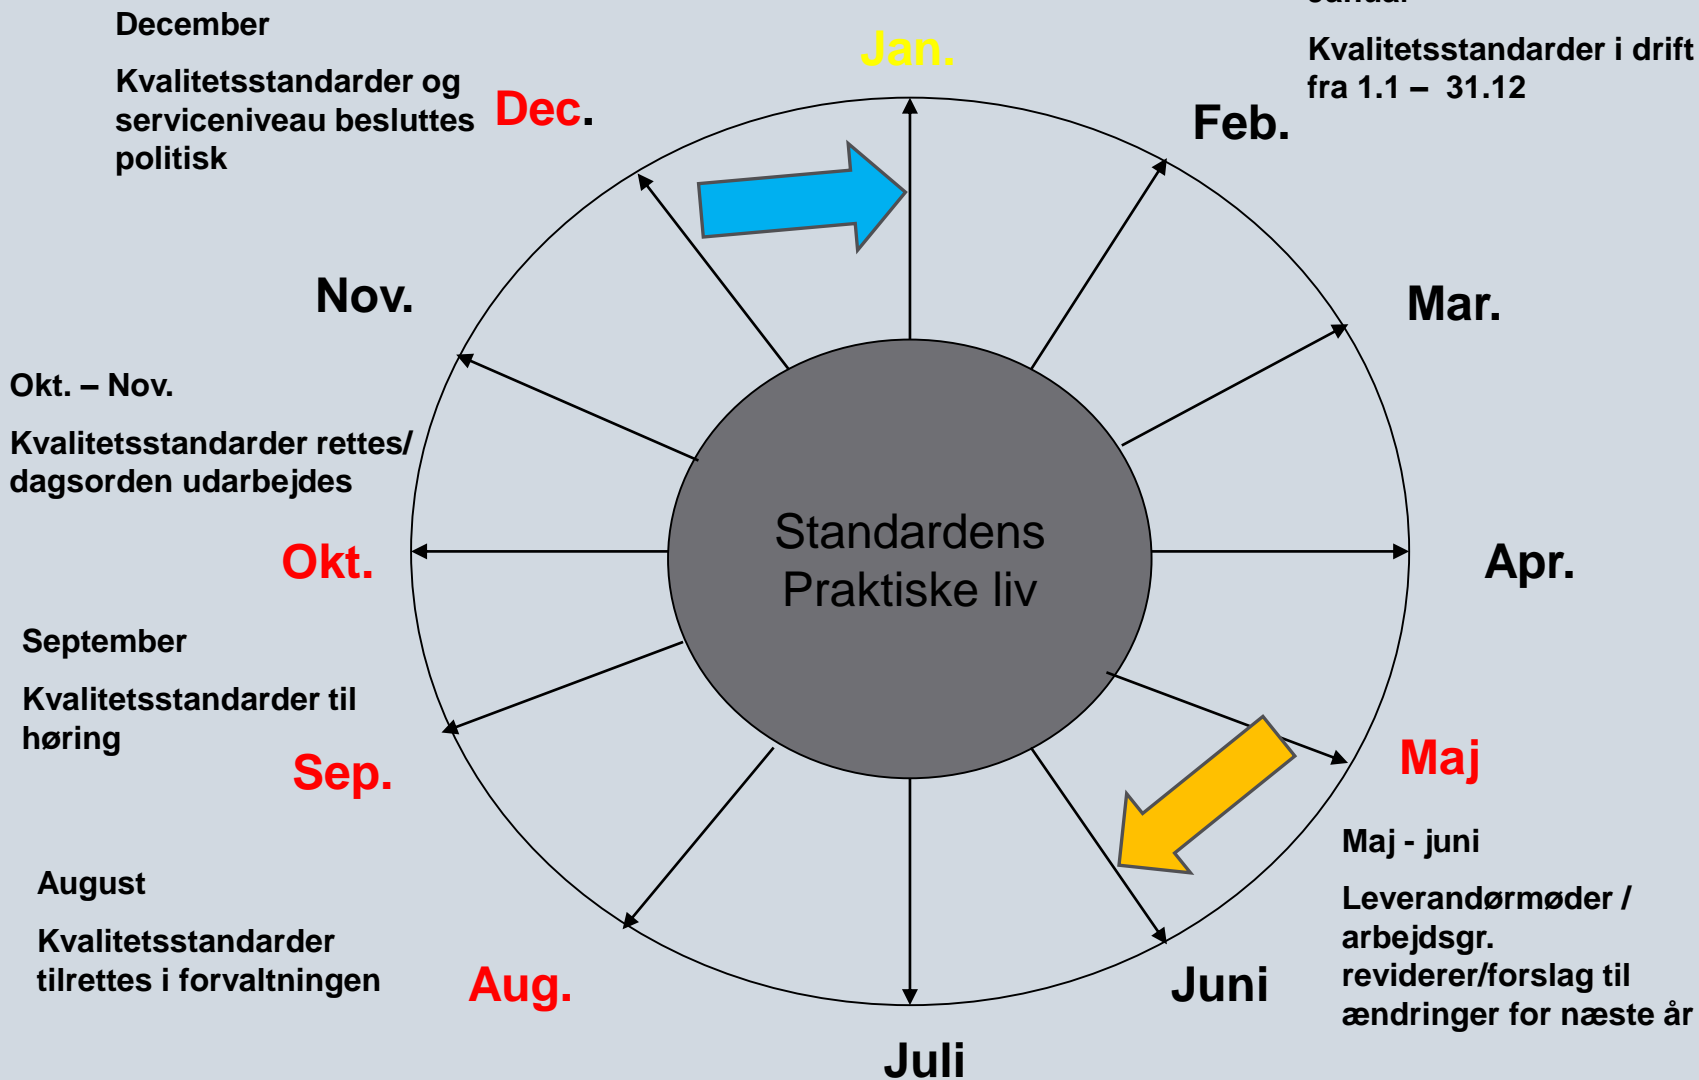 December
Kvalitetsstandarder og
serviceniveau besluttes
politisk
Januar
Kvalitetsstandarder i drift
fra 1.1 – 31.12
Jan.
Dec.
Feb.
Nov.
Mar.
Okt. – Nov.
Kvalitetsstandarder rettes/
dagsorden udarbejdes
Standardens
Praktiske liv
Okt.
Apr.
September
Kvalitetsstandarder til
høring
Sep.
Maj
Maj - juni
Leverandørmøder /
arbejdsgr.
reviderer/forslag til
ændringer for næste år
August
Kvalitetsstandarder
tilrettes i forvaltningen
Aug.
Juni
Juli